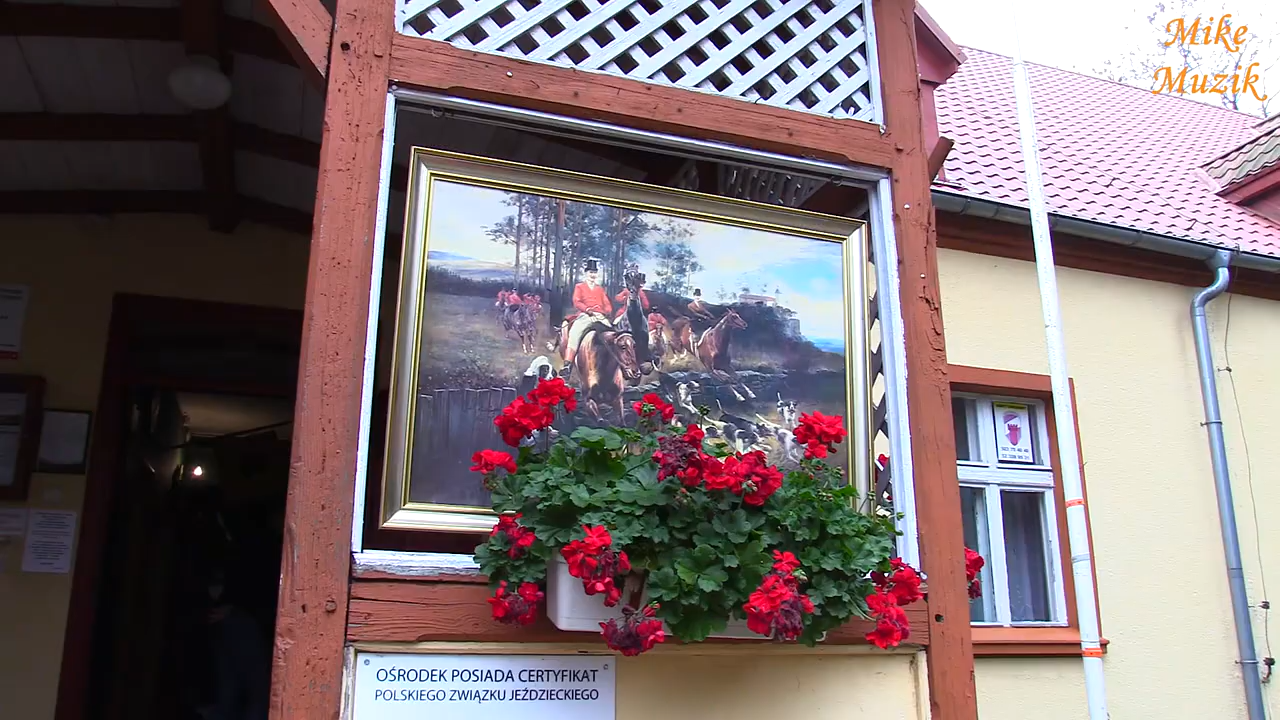 Mike
Muzik
OŚRODEK POSIADA CERTYFIKAT
POLSKIEGO ZWIĄZKU JEŹDZIECKIEGO